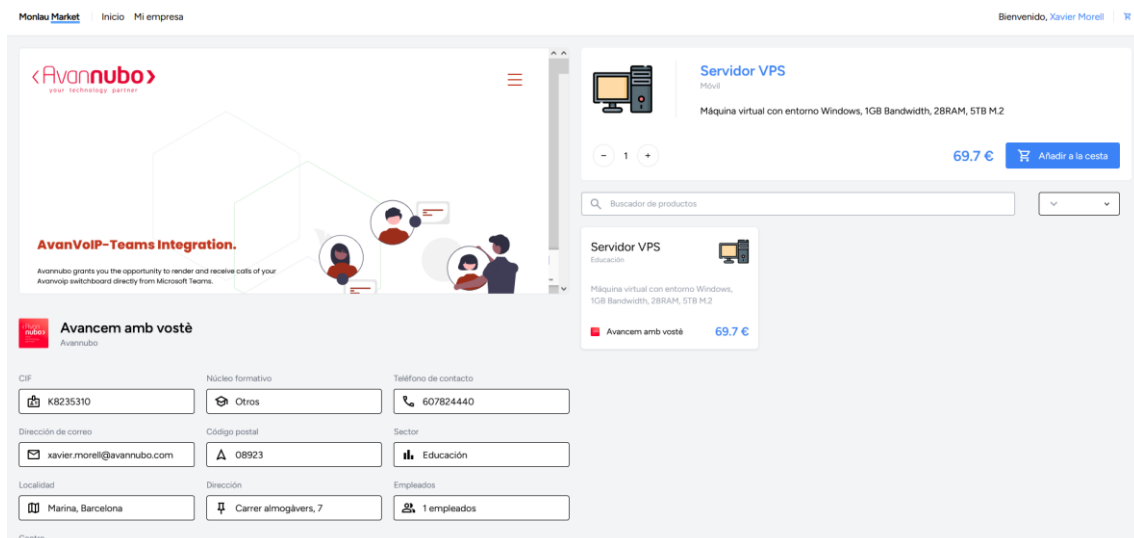 Monlau Market
Inicio
Mi empresa
Bienvenido, Xavier Morell
<Avannubo>
your technology partner
AvanVoIP-Teams Integration.
Avannubo grants you the opportunity to render and receive calls of your
Avanvoip switchboard directly from Microsoft Teams.
Avancem amb vostè
Avannubo
CIF
K8235310
Núcleo formativo
Otros
Teléfono de contacto
607824440
Dirección de correo
xavier.morell@avannubo.com
Código postal
08923
Sector
Educación
Localidad
Marina, Barcelona
Dirección
Carrer almogàvers, 7
Empleados
1 empleados
Servidor VPS
Móvil
Máquina virtual con entorno Windows, 1GB Bandwidth, 28RAM, 5TB M.2
- 1 +
69.7 €
Añadir a la cesta
Buscador de productos
Servidor VPS
Educación
Máquina virtual con entorno Windows,
1GB Bandwidth, 28RAM, 5TB M.2
Avancem amb vostè
69.7 €